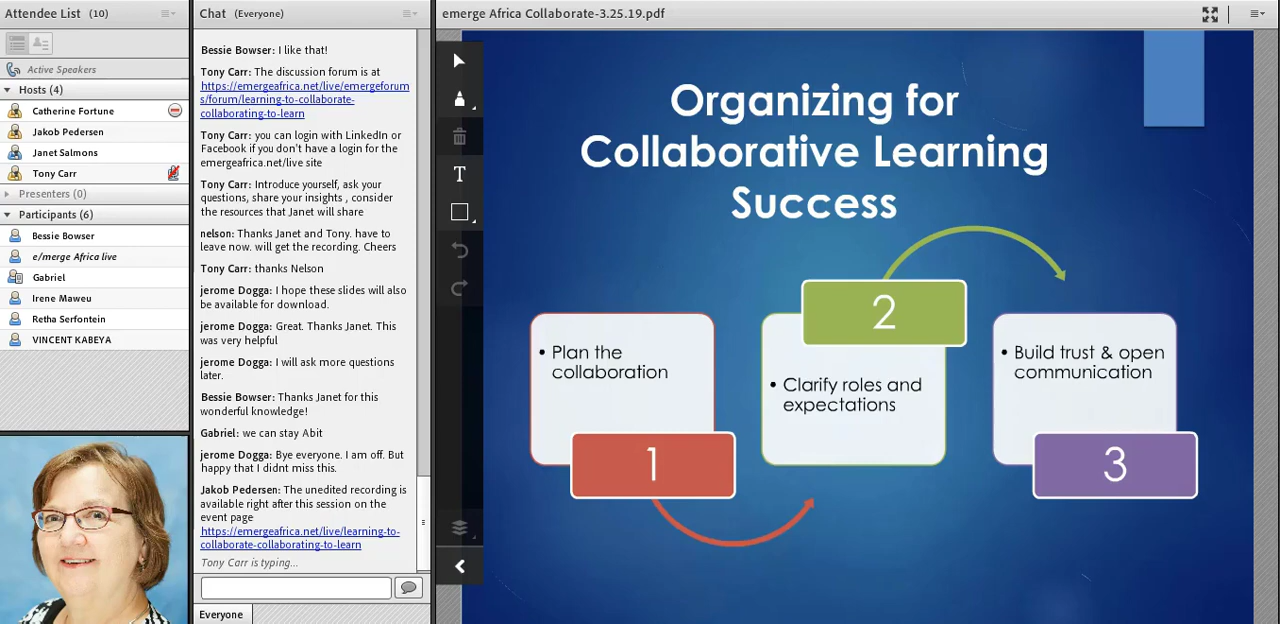 Attendee List (10)
Active Speakers
Hosts (4)
Catherine Fortune
Jakob Pedersen
Janet Salmons
Tony Carr
Presenters (0)
Participants (6)
Bessie Bowser
e/merge Africa live
Gabriel
Irene Maweu
Retha Serfontein
VINCENT KABEYA
Chat (Everyone)
Bessie Bowser: I like that!
Tony Carr: The discussion forum is at
https://emergeafrica.net/live/emergeforum
s/forum/learning-to-collaborate-
collaborating-to-learn
Tony Carr: you can login with LinkedIn or
Facebook if you don't have a login for the
emergeafrica.net/live site
Tony Carr: Introduce yourself, ask your
questions, share your insights , consider
the resources that Janet will share
nelson: Thanks Janet and Tony. have to
leave now. will get the recording. Cheers
Tony Carr: thanks Nelson
jerome Dogga: I hope these slides will also
be available for download.
jerome Dogga: Great. Thanks Janet. This
was very helpful
jerome Dogga: I will ask more questions
later.
Bessie Bowser: Thanks Janet for this
wonderful knowledge!
Gabriel: we can stay Abit
jerome Dogga: Bye everyone. I am off. But
happy that I didnt miss this.
Jakob Pedersen: The unedited recording is
available right after this session on the
event page
https://emergeafrica.net/live/learning-to-
collaborate-collaborating-to-learn
Tony Carr is typing...
Everyone
emerge Africa Collaborate-3.25.19.pdf
T
Organizing for
Collaborative Learning
Success
• Plan the
collaboration
1
2
• Clarify roles and
expectations
• Build trust & open
communication
3